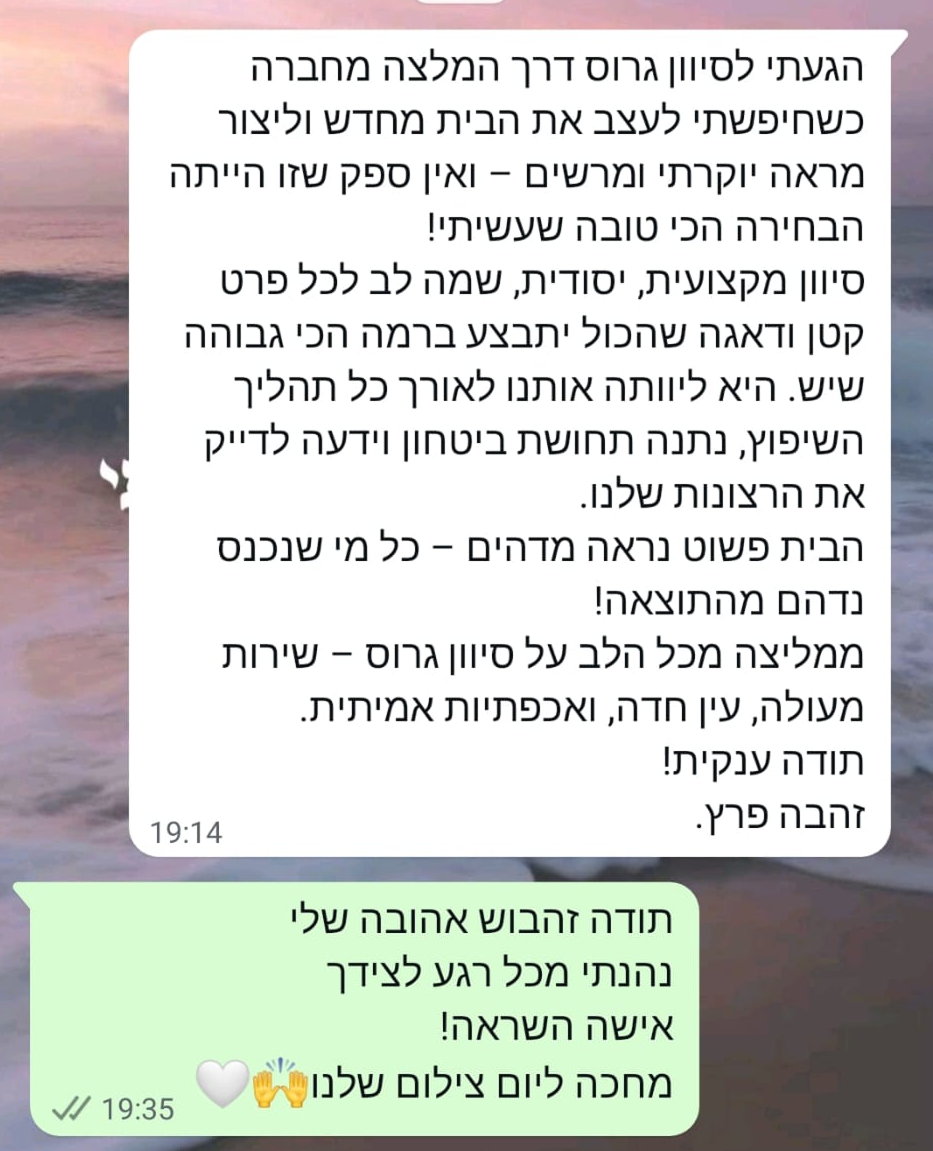 הגעתי לסיוון גרוס דרך המלצה מחברה
כשחיפשתי לעצב את הבית מחדש וליצור
מראה יוקרתי ומרשים – ואין ספק שזו הייתה
הבחירה הכי טובה שעשיתי!
סיוון מקצועית, יסודית, שמה לב לכל פרט
קטן ודאגה שהכול יתבצע ברמה הכי גבוהה
שיש. היא ליוותה אותנו לאורך כל תהליך
השיפוץ, נתנה תחושת ביטחון וידעה לדייק
את הרצונות שלנו.
הבית פשוט נראה מדהים – כל מי שנכנס
נדהם מהתוצאה!
ממליצה מכל הלב על סיוון גרוס – שירות
מעולה, עין חדה, ואכפתיות אמיתית.
תודה ענקית!
זהבה פרץ.
19:14
תודה זהבוש אהובה שלי
נהנתי מכל רגע לצידך
אישה השראה!
מחכה ליום צילום שלנו🙌🤍
19:35